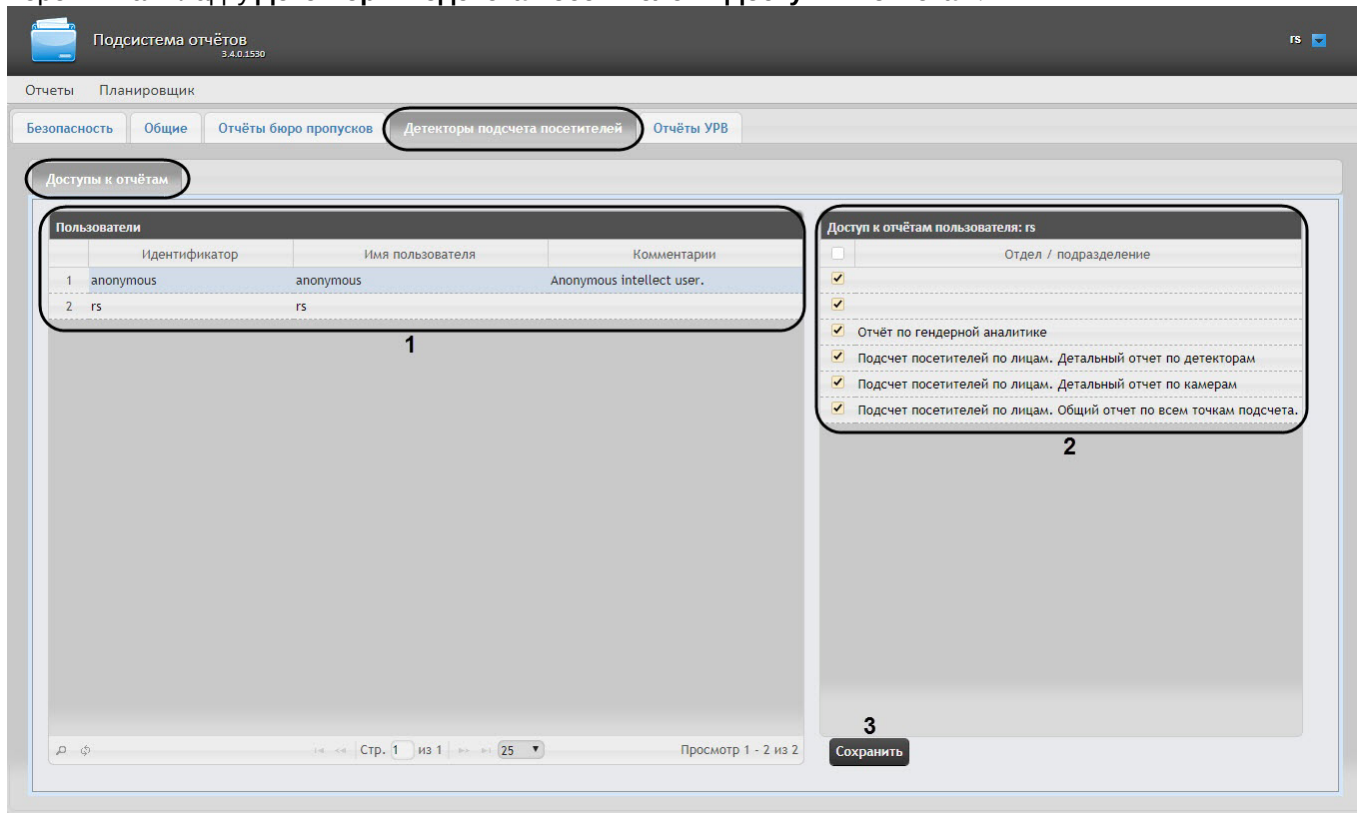 Подсистема отчётов
3.4.0.1530
rs
Отчеты Планировщик
Безопасность Общие Отчёты бюро пропусков Детекторы подсчета посетителей Отчёты УРВ
Доступы к отчётам
Пользователи
Идентификатор Имя пользователя Комментарии
1 anonymous anonymous Anonymous intellect user.
2 rs rs
1
Доступ к отчётам пользователя: rs
Отдел / подразделение
Отчёт по гендерной аналитике
Подсчет посетителей по лицам. Детальный отчет по детекторам
Подсчет посетителей по лицам. Детальный отчет по камерам
Подсчет посетителей по лицам. Общий отчет по всем точкам подсчета.
2
3
Стр. 1 из 1 25 Просмотр 1 - 2 из 2
Сохранить